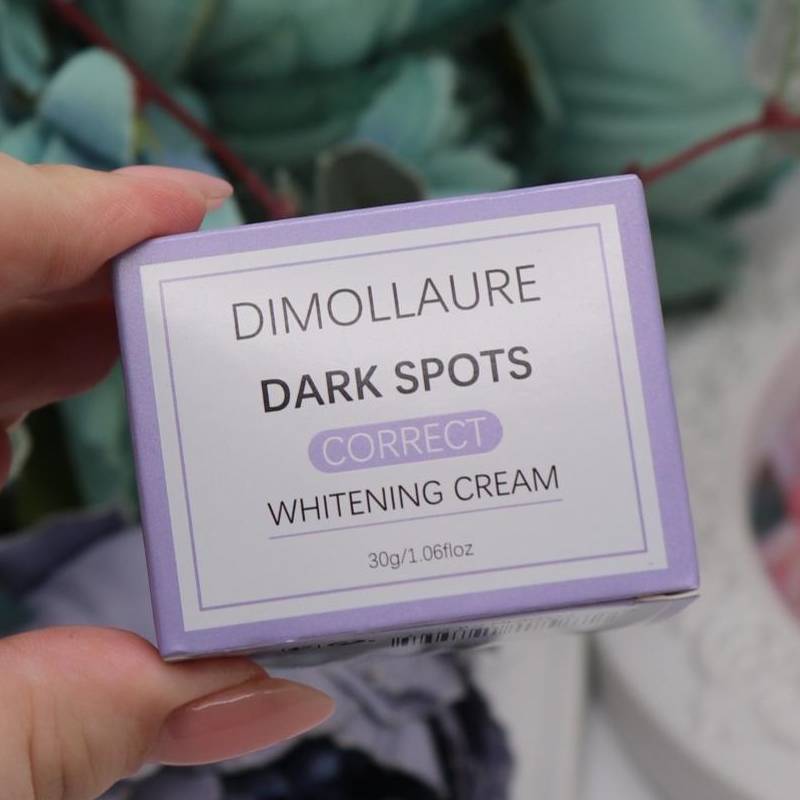 DIMOLLAURE
DARK SPOTS
CORRECT
WHITENING CREAM
30g/1.06floz